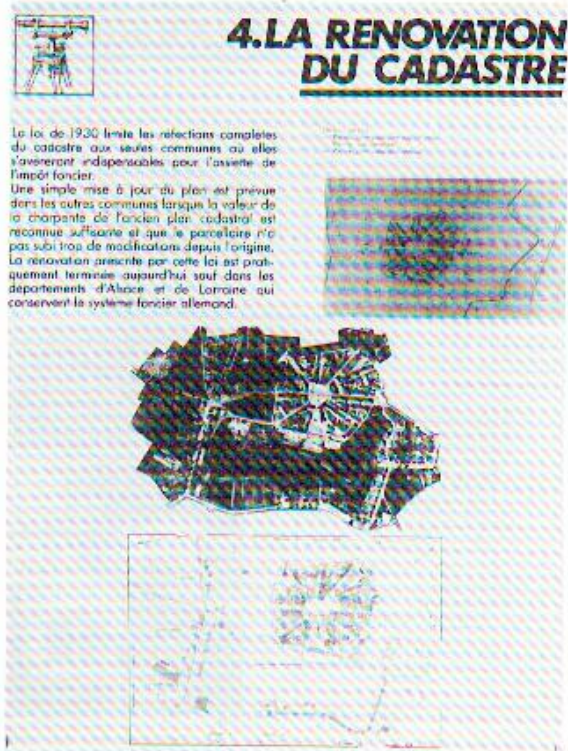 4.LA RENOVATION
DU CADASTRE
La loi de 1930 limite les réfections complètes
du cadastre aux seules communes où elles
s'avereront indispensables pour l'assiette de
l'impôt foncier.
Une simple mise à jour du plan est prévue
dans les autres communes lorsque la valeur de
la charpente de l'ancien plan cadastral est
reconnue suffisante et que le parcellaire n'a
pas subi trop de modifications depuis l'origine.
La rénovation prescrite par cette loi est prati-
quement terminée aujourd'hui sauf dans les
départements d'Alsace et de Lorraine qui
conservent le système foncier allemand.